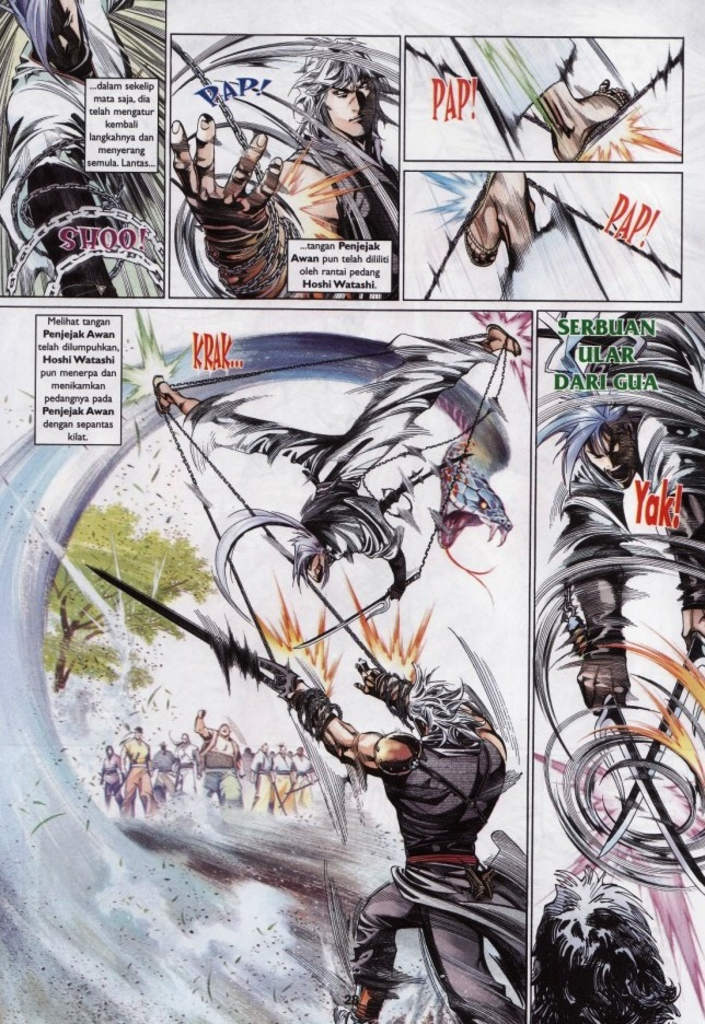 ...dalam sekelip
mata saja, dia
telah mengatur
kembali
langkahnya dan
menyerang
semula. Lantas...
SHOO!
PAP!
...tangan Penjejak
Awan pun telah dililiti
oleh rantai pedang
Hoshi Watashi.
PAP!
PAP!
Melihat tangan
Penjejak Awan
telah dilumpuhkan,
Hoshi Watashi
pun menerpa dan
menikamkan
pedangnya pada
Penjejak Awan
dengan sepantas
kilat.
KRAK...
SERBUAN
ULAR
DARI GUA
Yak!